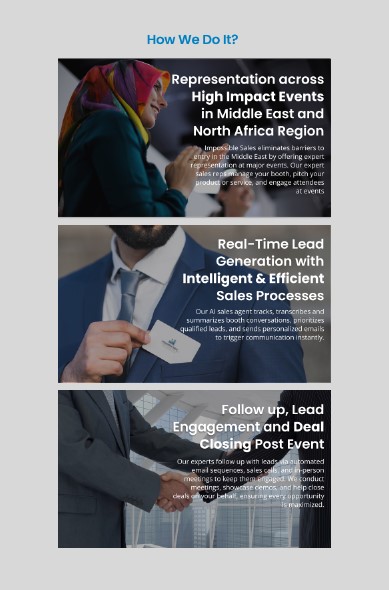 How We Do It?
Representation across
High Impact Events
in Middle East and
North Africa Region
Impossible Sales eliminates barriers to
entry in the Middle East by offering expert
representation at major events. Our expert
sales reps manage your booth, pitch your
product or service, and engage attendees
at events
Real-Time Lead
Generation with
Intelligent & Efficient
Sales Processes
Our AI sales agent tracks, transcribes and
summarizes booth conversations, prioritizes
qualified leads, and sends personalized emails
to trigger communication instantly.
Follow up, Lead
Engagement and Deal
Closing Post Event
Our experts follow up with leads via automated
email sequences, sales calls, and in-person
meetings to keep them engaged. We conduct
meetings, showcase demos, and help close
deals on your behalf, ensuring every opportunity
is maximized.